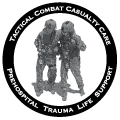 TACTICAL COMBAT CASUALTY CARE
PREHOSPITAL TRAUMA LIFE SUPPORT